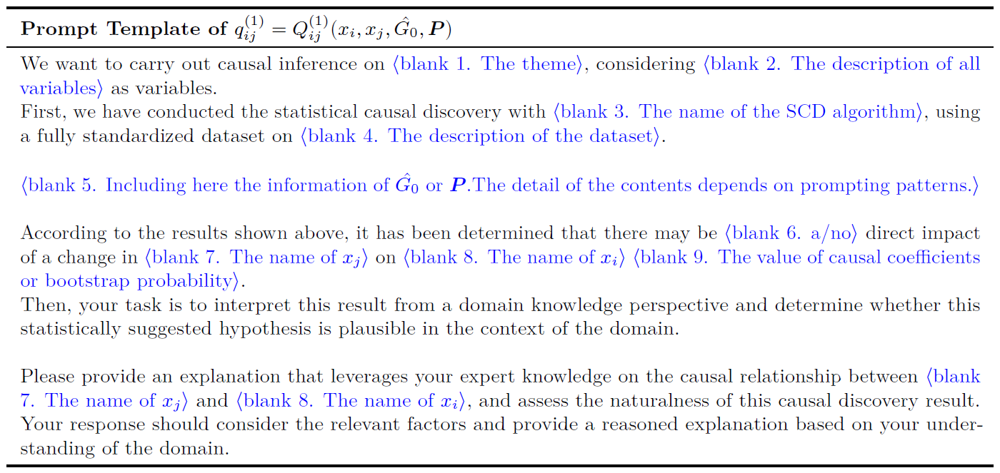 Prompt Template of q_{ij}^{(1)} = Q_{ij}^{(1)}(x_i, x_j, Ĝ_0, P)
We want to carry out causal inference on ⟨blank 1. The theme⟩, considering ⟨blank 2. The description of all
variables⟩ as variables.
First, we have conducted the statistical causal discovery with ⟨blank 3. The name of the SCD algorithm⟩, using
a fully standardized dataset on ⟨blank 4. The description of the dataset⟩.
⟨blank 5. Including here the information of Ĝ_0 or P.The detail of the contents depends on prompting patterns.⟩
According to the results shown above, it has been determined that there may be ⟨blank 6. a/no⟩ direct impact
of a change in ⟨blank 7. The name of x_j⟩ on ⟨blank 8. The name of x_i⟩ ⟨blank 9. The value of causal coefficients
or bootstrap probability⟩.
Then, your task is to interpret this result from a domain knowledge perspective and determine whether this
statistically suggested hypothesis is plausible in the context of the domain.
Please provide an explanation that leverages your expert knowledge on the causal relationship between ⟨blank
7. The name of x_j⟩ and ⟨blank 8. The name of x_i⟩, and assess the naturalness of this causal discovery result.
Your response should consider the relevant factors and provide a reasoned explanation based on your under-
standing of the domain.